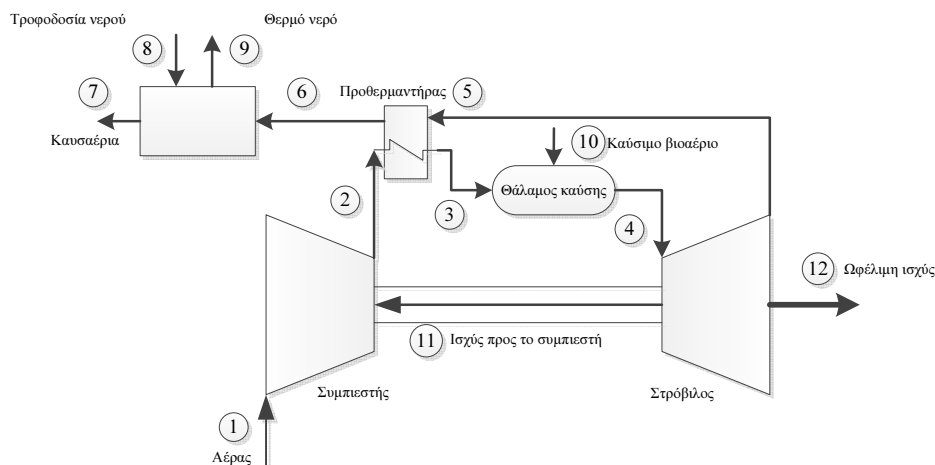 Τροφοδοσία νερού
Θερμό νερό
8
9
7
6
Προθερμαντήρας
5
Καυσαέρια
10
Καύσιμο βιοαέριο
Θάλαμος καύσης
2
3
4
12
Ωφέλιμη ισχύς
11
Ισχύς προς το συμπιεστή
Συμπιεστής
Στρόβιλος
1
Αέρας